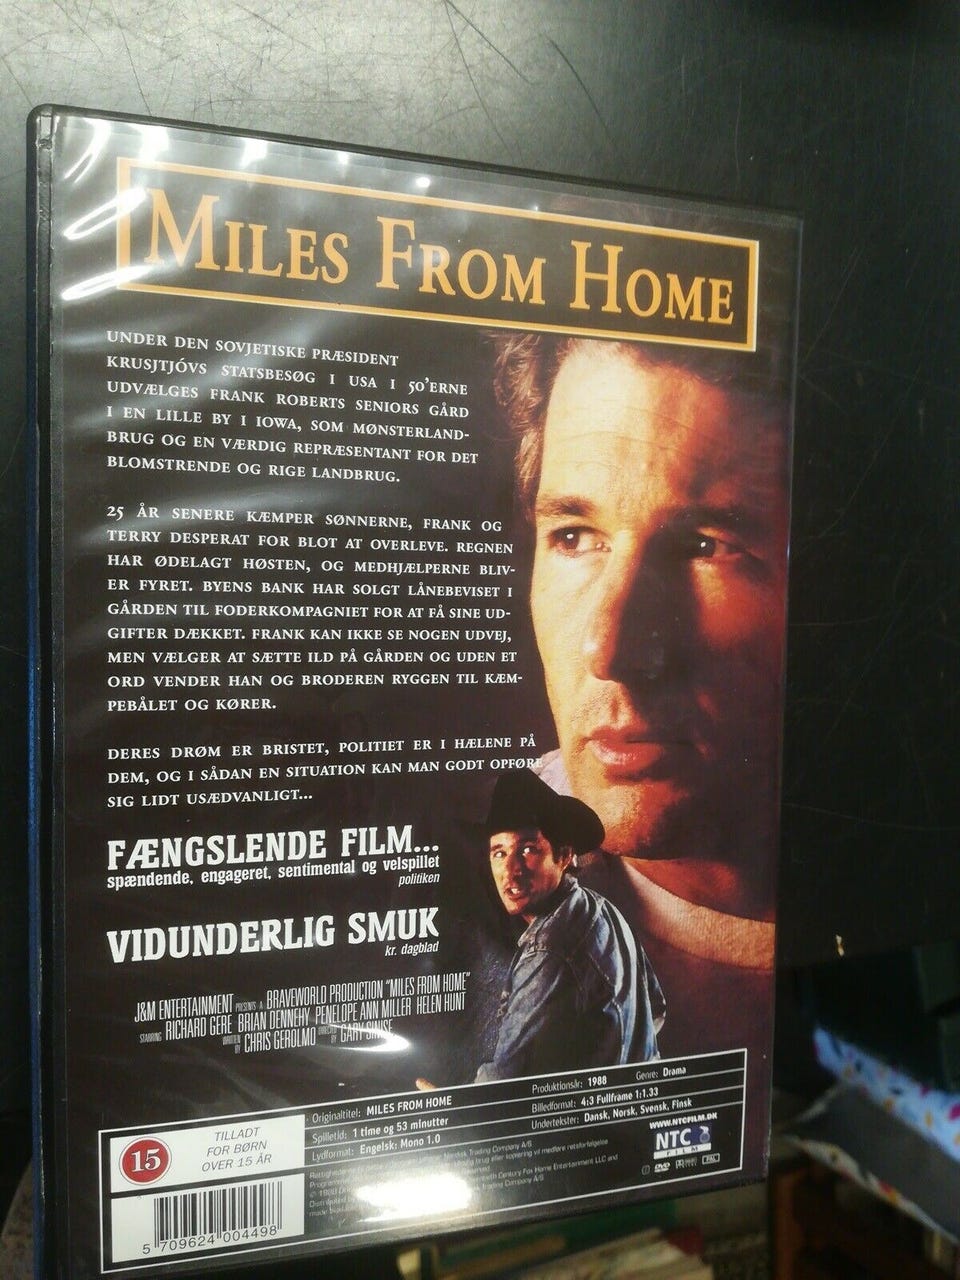 MILES FROM HOME
UNDER DEN SOVJETISKE PRÆSIDENT
KRUSJTJÓVS STATSBESØG I USA I 50'ERNE
UDVÆLGES FRANK ROBERTS SENIORS GÅRD
I EN LILLE BY I IOWA, SOM MØNSTERLAND-
BRUG OG EN VÆRDIG REPRÆSENTANT FOR DET
BLOMSTRENDE OG RIGE LANDBRUG.
25 ÅR SENERE KÆMPER SØNNERNE, FRANK OG
TERRY DESPERAT FOR BLOT AT OVERLEVE. REGNEN
HAR ØDELAGT HØSTEN, OG MEDHJÆLPERNE BLIV-
ER FYRET. BYENS BANK HAR SOLGT LÅNEBEVISET I
GÅRDEN TIL FODERKOMPAGNIET FOR AT FÅ SINE UD-
GIFTER DÆKKET. FRANK KAN IKKE SE NOGEN UDVEJ,
MEN VÆLGER AT SÆTTE ILD PÅ GÅRDEN OG UDEN ET
ORD VENDER HAN OG BRODEREN RYGGEN TIL KÆM-
PEBÅLET OG KØRER.
DERES DRØM ER BRISTET, POLITIET ER I HÆLENE PÅ
DEM, OG I SÅDAN EN SITUATION KAN MAN GODT OPFØRE
SIG LIDT USÆDVANLIGT...
FÆNGSLENDE FILM...
spændende, engageret, sentimental og velspillet
politiken
VIDUNDERLIG SMUK
kr. dagblad
J&M ENTERTAINMENT PRESENTS A BRAVEWORLD PRODUCTION "MILES FROM HOME"
STARRING RICHARD GERE BRIAN DENNEHY PENELOPE ANN MILLER HELEN HUNT
WRITTEN BY CHRIS GEROLMO DIRECTED BY GARY SINISE
Originaltitel: MILES FROM HOME
Produktionsår: 1988
Genre: Drama
Spilletid: 1 time og 53 minutter
Billedformat: 4:3 Fullframe 1:1.33
Lydformat: Engelsk: Mono 1.0
Undertekster: Dansk, Norsk, Svensk, Finsk
WWW.NTCFILM.DK
NTC
FILM
DVD
PAL
15
TILLADT
FOR BØRN
OVER 15 ÅR
5 709624 004498